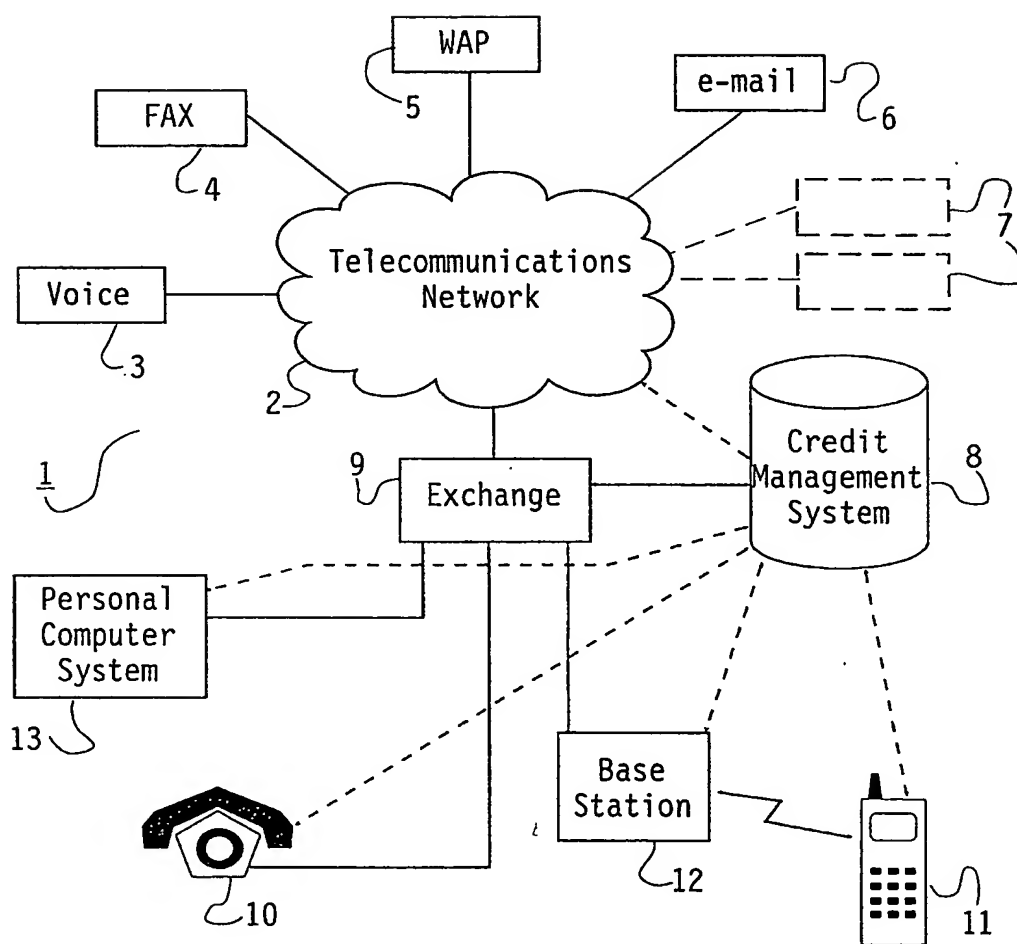 WAP
5
e-mail
6
FAX
4
7
Telecommunications
Network
Voice
3
2
Credit
Management
System
8
1
9
Exchange
Personal
Computer
System
13
Base
Station
12
10
11